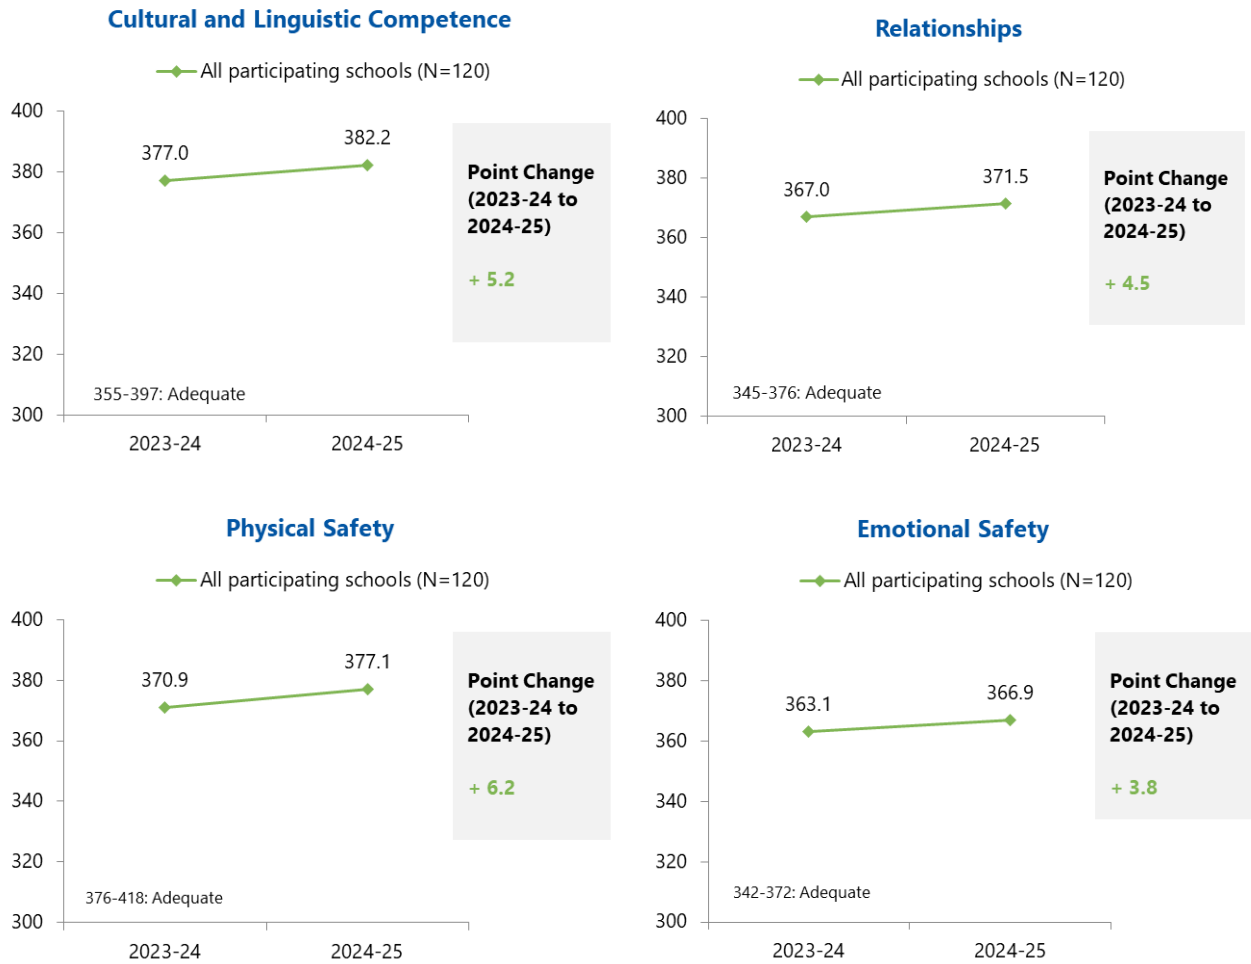 Cultural and Linguistic Competence
All participating schools (N=120)
400
380
360
340
320
300
377.0
382.2
355-397: Adequate
2023-24
2024-25
Point Change
(2023-24 to
2024-25)
+ 5.2
Relationships
All participating schools (N=120)
400
380
360
340
320
300
367.0
371.5
345-376: Adequate
2023-24
2024-25
Point Change
(2023-24 to
2024-25)
+ 4.5
Physical Safety
All participating schools (N=120)
400
380
360
340
320
300
370.9
377.1
376-418: Adequate
2023-24
2024-25
Point Change
(2023-24 to
2024-25)
+ 6.2
Emotional Safety
All participating schools (N=120)
400
380
360
340
320
300
363.1
366.9
342-372: Adequate
2023-24
2024-25
Point Change
(2023-24 to
2024-25)
+ 3.8